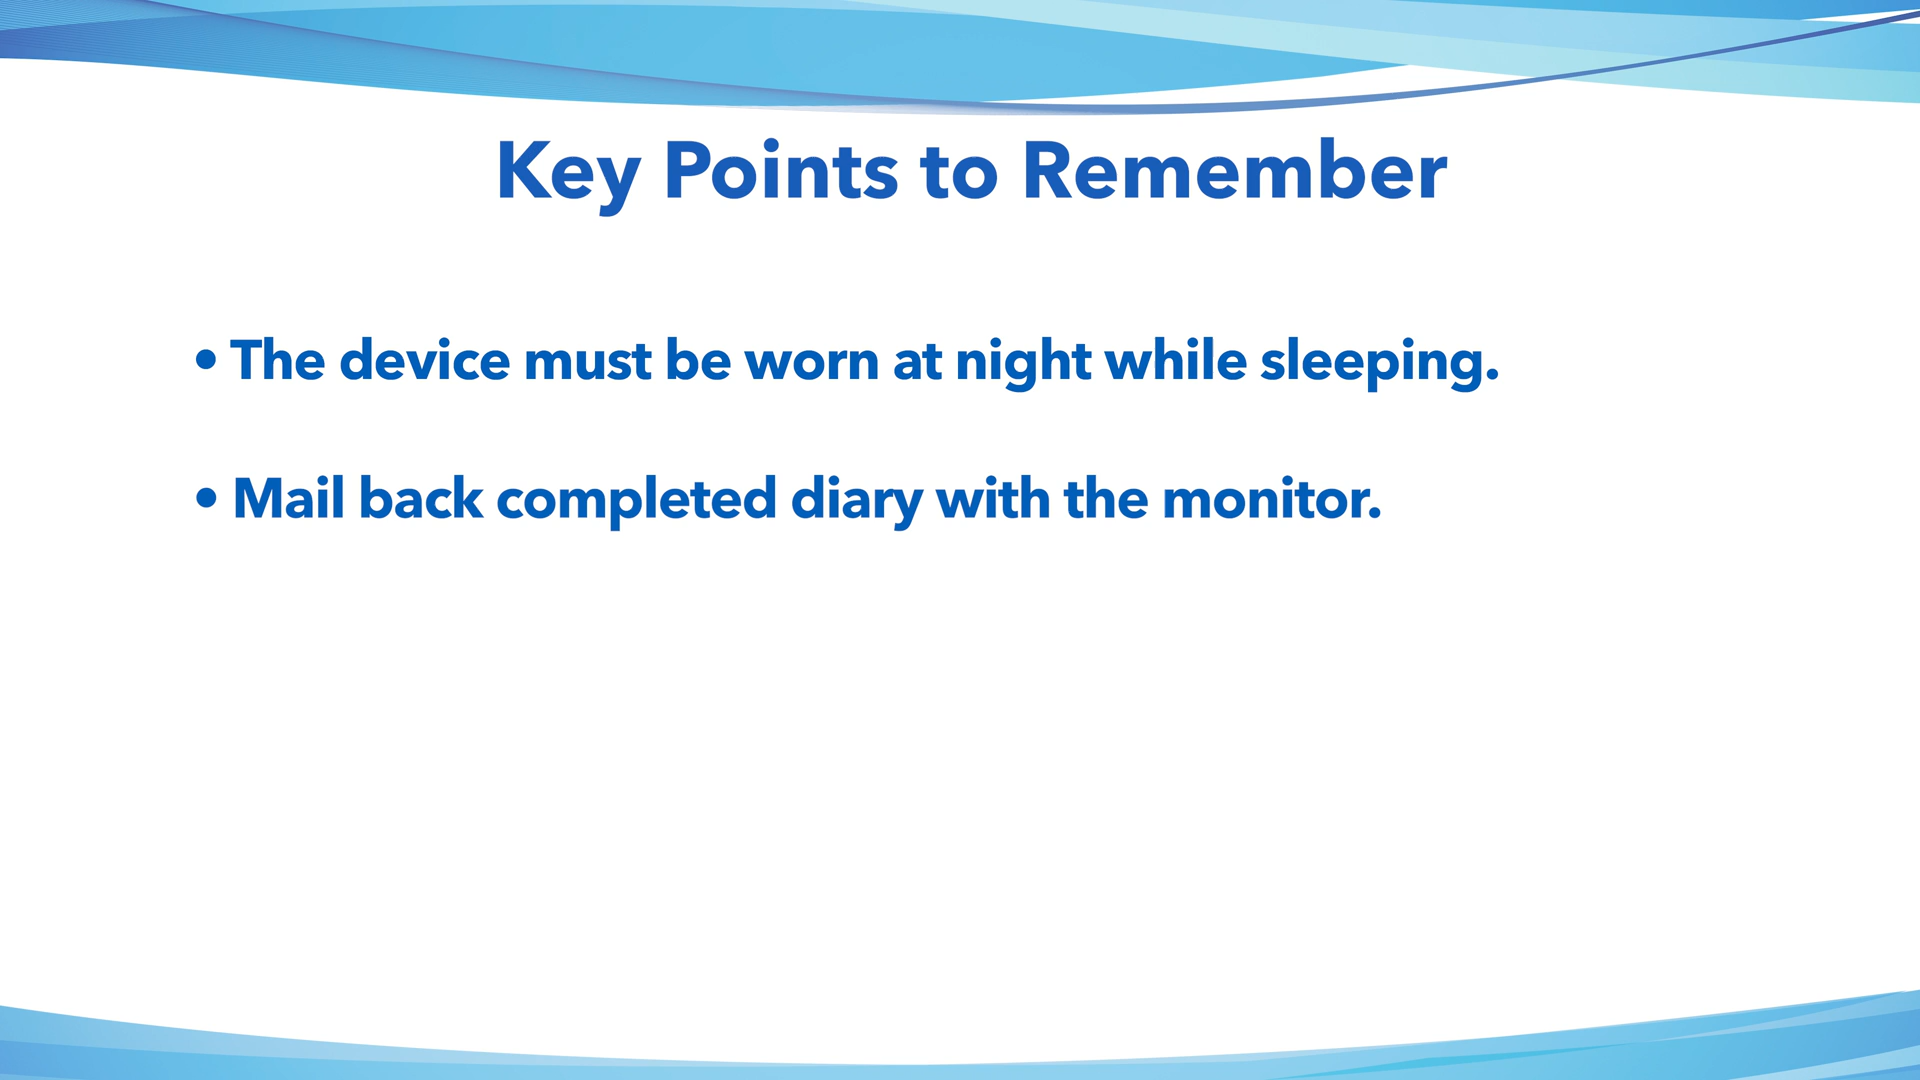 Key Points to Remember
• The device must be worn at night while sleeping.
• Mail back completed diary with the monitor.